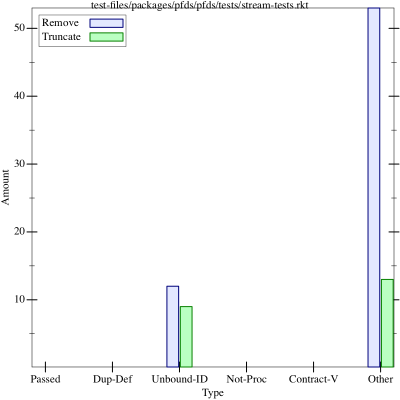 test-files/packages/pfds/pfds/tests/stream-tests.rkt
Remove
Truncate
50
40
30
20
10
Amount
Passed Dup-Def Unbound-ID Not-Proc Contract-V Other
Type